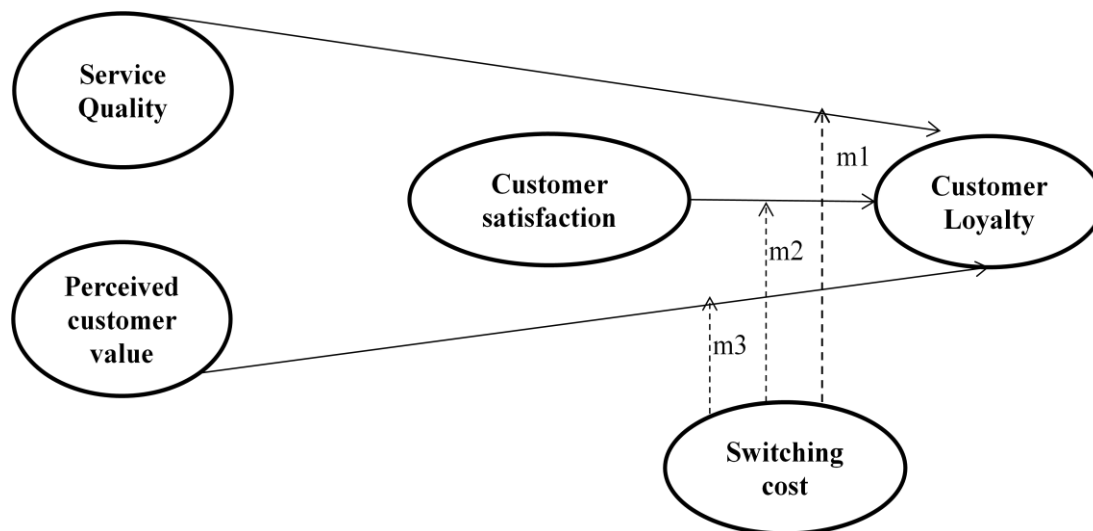 Service
Quality
m1
Customer
satisfaction
Customer
Loyalty
m2
Perceived
customer
value
m3
Switching
cost